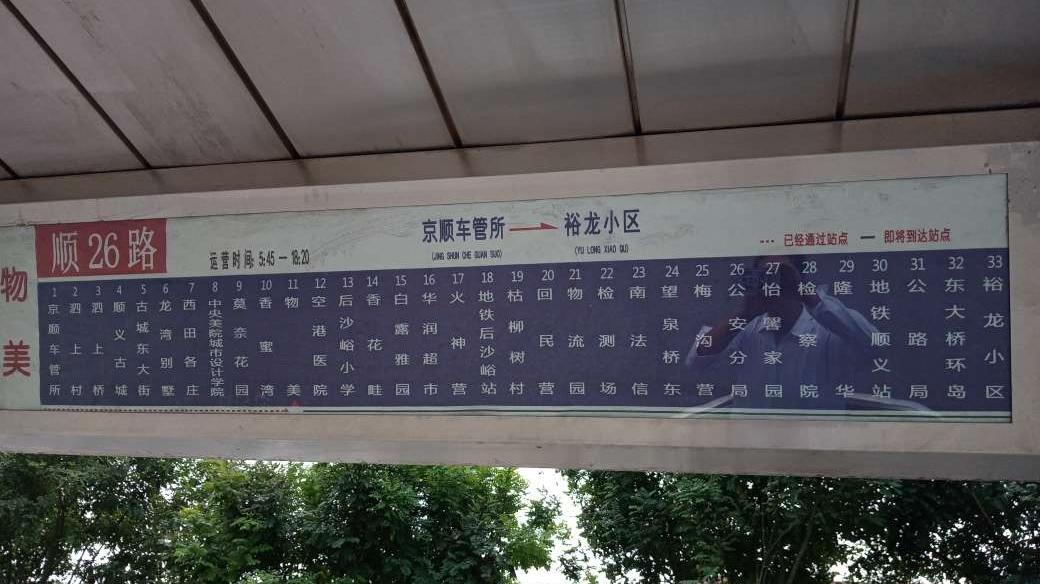 物美
顺26路
运营时间: 5:45 — 18:20
京顺车管所 → 裕龙小区
(JING SHUN CHE GUAN SUO) (YU LONG XIAO QU)
已经通过站点 — 即将到达站点
1 京顺车管所
2 泗上村
3 泗上桥
4 顺义古城
5 古城东大街
6 龙湾别墅
7 西田各庄
8 中央美院城市设计学院
9 莫奈花园
10 香蜜湾
11 物美
12 空港医院
13 后沙峪小学
14 香花畦
15 白露雅园
16 华润超市
17 火神营
18 地铁后沙峪站
19 枯柳树村
20 回民营
21 物流园
22 检测场
23 南法信
24 望泉桥东
25 梅沟营
26 公安分局
27 怡馨家园
28 检察院
29 隆华
30 地铁顺义站
31 公路局
32 东大桥环岛
33 裕龙小区